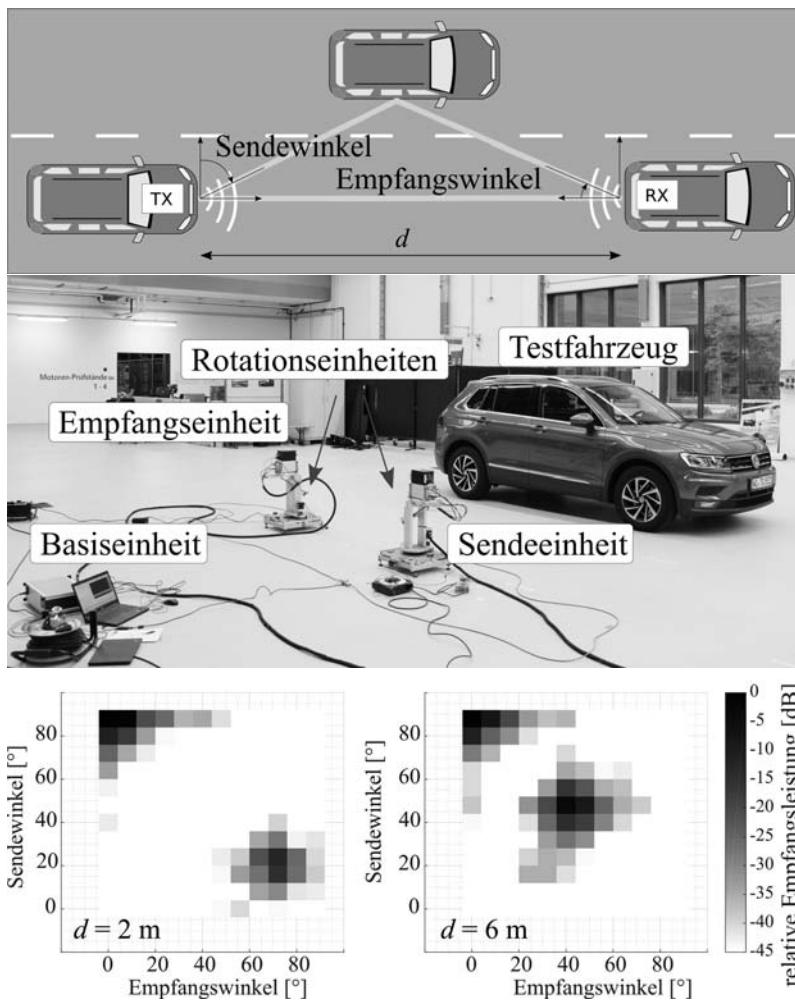 Sendewinkel
TX
Empfangswinkel
RX
d
Rotationseinheiten
Testfahrzeug
Motoren-Prüfstände
1 - 4
Empfangseinheit
Basiseinheit
Sendeeinheit
Sendewinkel [°]
80
60
40
20
0
d = 2 m
0 20 40 60 80
Empfangswinkel [°]
Sendewinkel [°]
80
60
40
20
0
d = 6 m
0 20 40 60 80
Empfangswinkel [°]
0
-5
-10
-15
-20
-25
-30
-35
-40
-45
relative Empfangsleistung [dB]